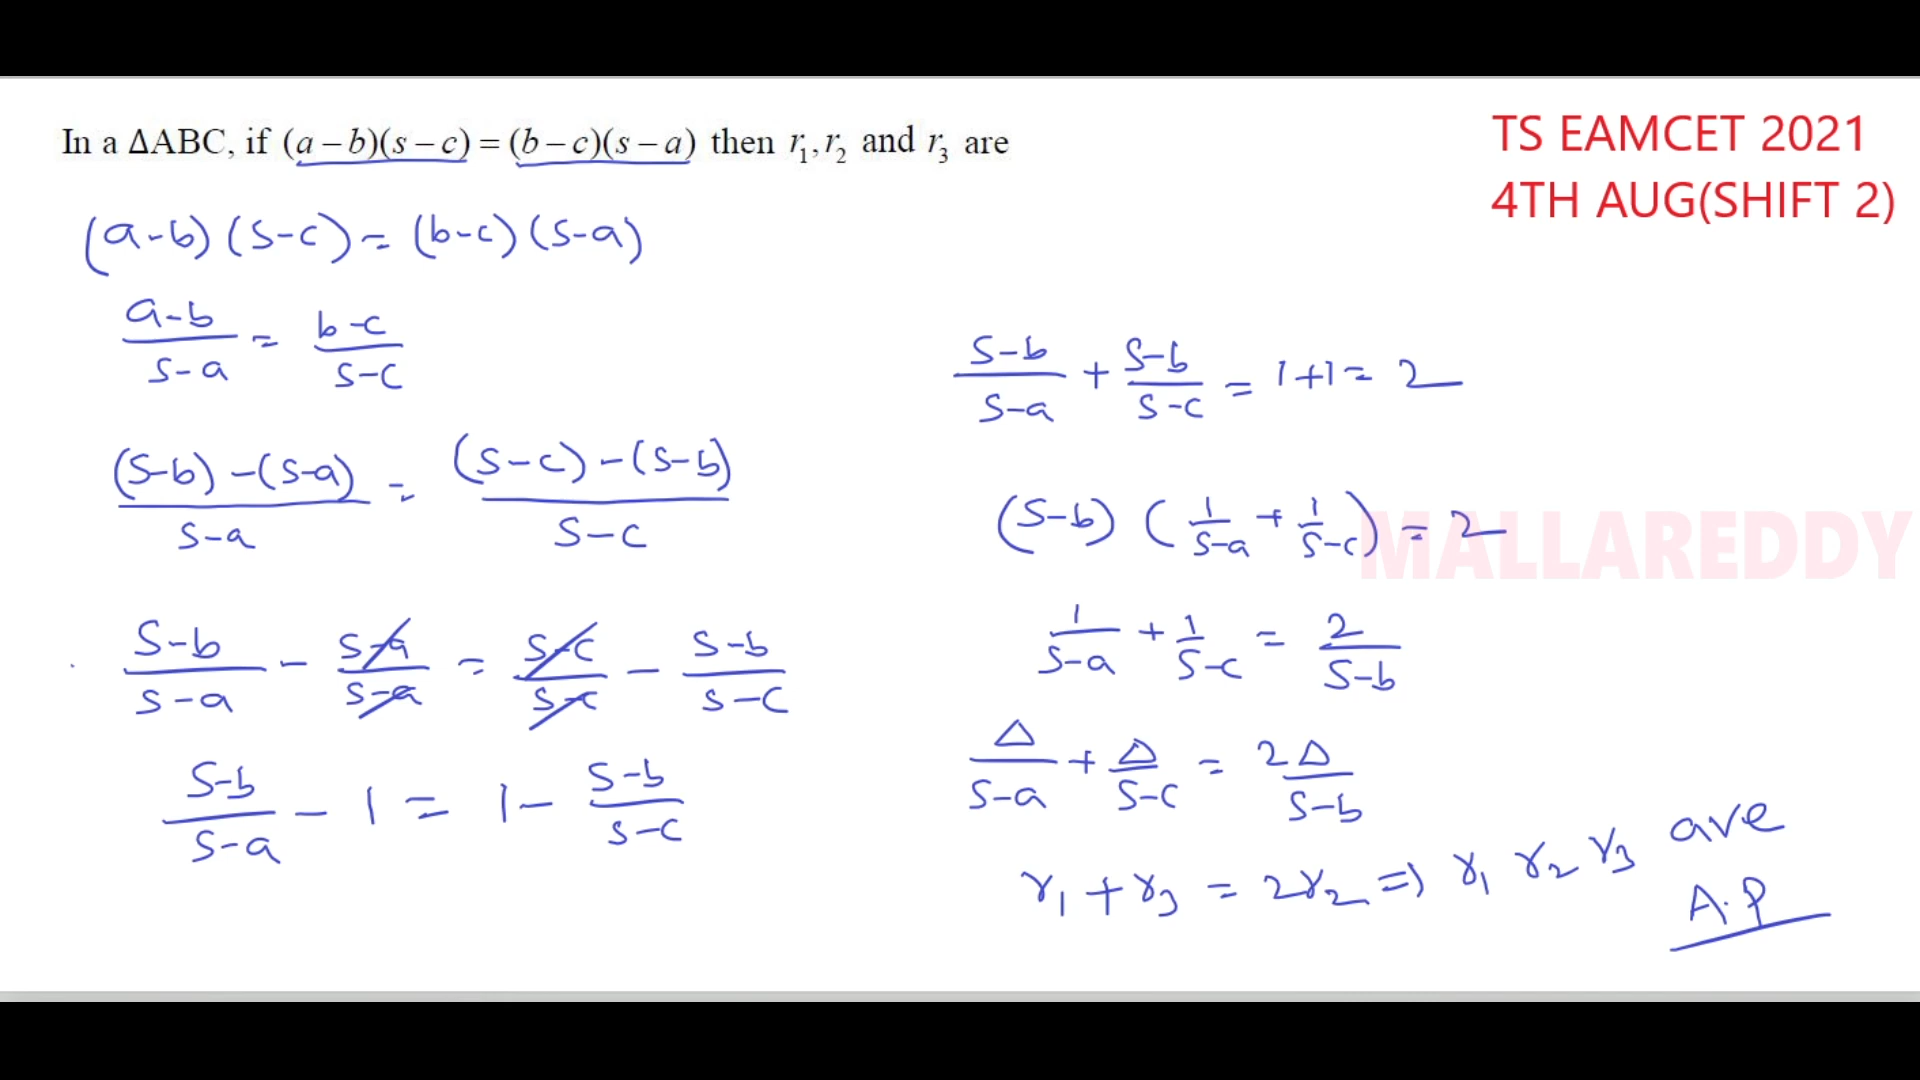 In a ΔABC, if (a – b)(s – c) = (b – c)(s – a) then r₁, r₂ and r₃ are
TS EAMCET 2021
4TH AUG(SHIFT 2)
(a-b) (s-c) = (b-c) (s-a)
a-b/s-a = b-c/s-c
(s-b) - (s-a)/s-a = (s-c) - (s-b)/s-c
s-b/s-a - s-a/s-a = s-c/s-c - s-b/s-c
s-b/s-a - 1 = 1 - s-b/s-c
s-b/s-a + s-b/s-c = 1+1 = 2
(s-b) (1/s-a + 1/s-c) = 2
MALLAREDDY
1/s-a + 1/s-c = 2/s-b
Δ/s-a + Δ/s-c = 2Δ/s-b
r₁ + r₃ = 2r₂ ⇒ r₁ r₂ r₃ are
A.P